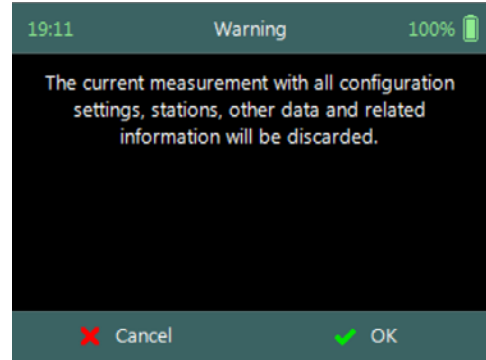 19:11 Warning 100%
The current measurement with all configuration
settings, stations, other data and related
information will be discarded.
Cancel OK